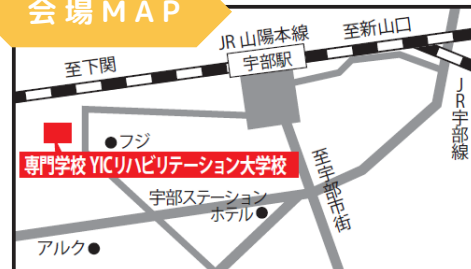 会場MAP
JR山陽本線
至新山口
至下関
宇部駅
JR宇部線
フジ
専門学校 YICリハビリテーション大学校
至宇部市街
宇部ステーション
ホテル
アルク